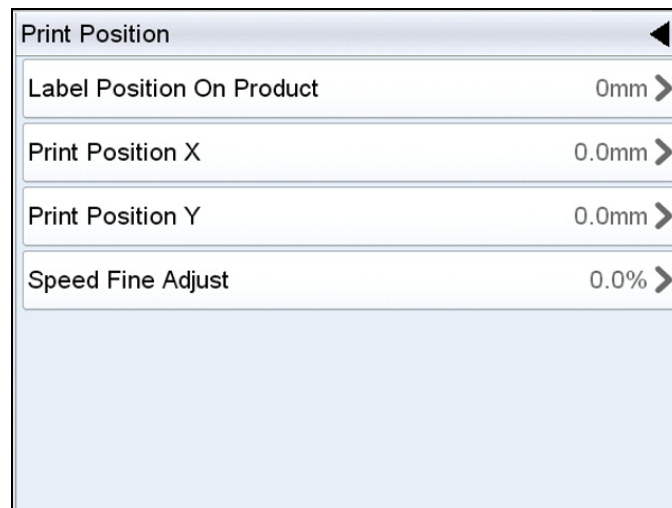 Print Position
Label Position On Product 0mm
Print Position X 0.0mm
Print Position Y 0.0mm
Speed Fine Adjust 0.0%